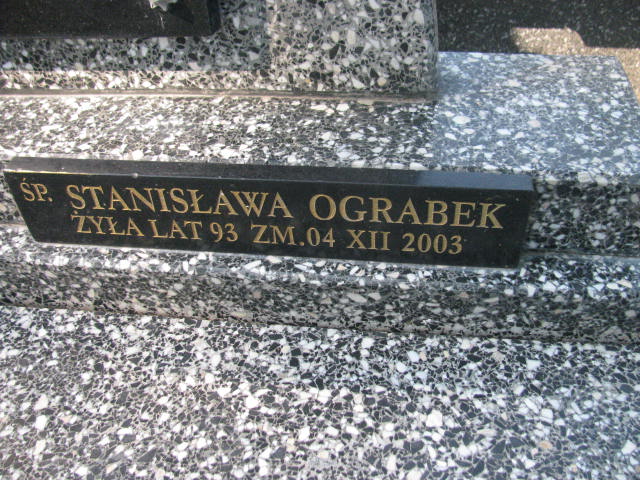 ŚP. STANISŁAWA OGRABEK
ŻYŁA LAT 93 ZM.04 XII 2003